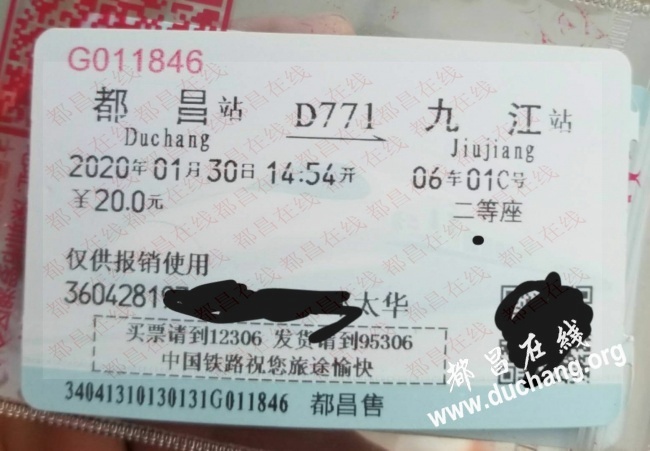 G011846
都昌站 D771 九江站
Duchang Jiujiang
2020年01月30日 14:54开 06车01C号
￥20.0元 二等座
仅供报销使用
36042819 太华
买票请到12306 发货请到95306
中国铁路祝您旅途愉快
34041310130131G011846 都昌售
都昌在线
www.duchang.org